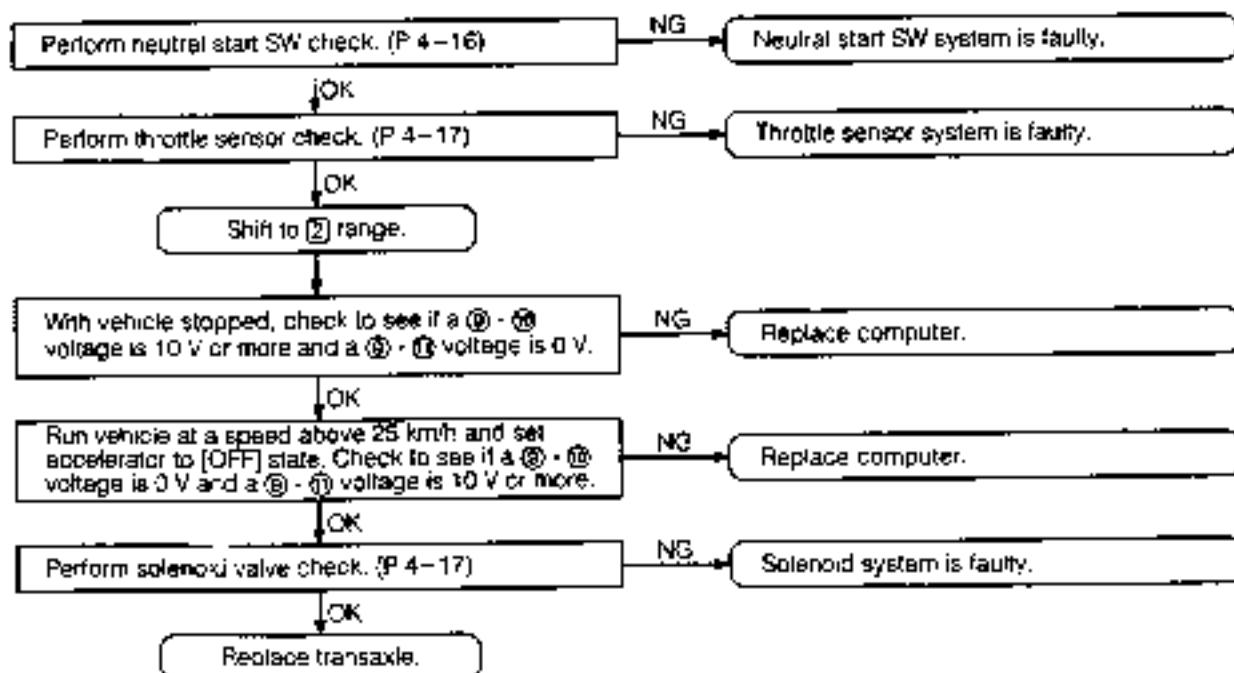 Perform neutral start SW check. (P 4–16)
NG
Neutral start SW system is faulty.
OK
Perform throttle sensor check. (P 4–17)
NG
Throttle sensor system is faulty.
OK
Shift to 2 range.
With vehicle stopped, check to see if a ⑨ - ⑩
voltage is 10 V or more and a ⑨ - ⑪ voltage is 0 V.
NG
Replace computer.
OK
Run vehicle at a speed above 25 km/h and set
accelerator to [OFF] state. Check to see if a ⑨ - ⑩
voltage is 0 V and a ⑨ - ⑪ voltage is 10 V or more.
NG
Replace computer.
OK
Perform solenoid valve check. (P 4–17)
NG
Solenoid system is faulty.
OK
Replace transaxle.